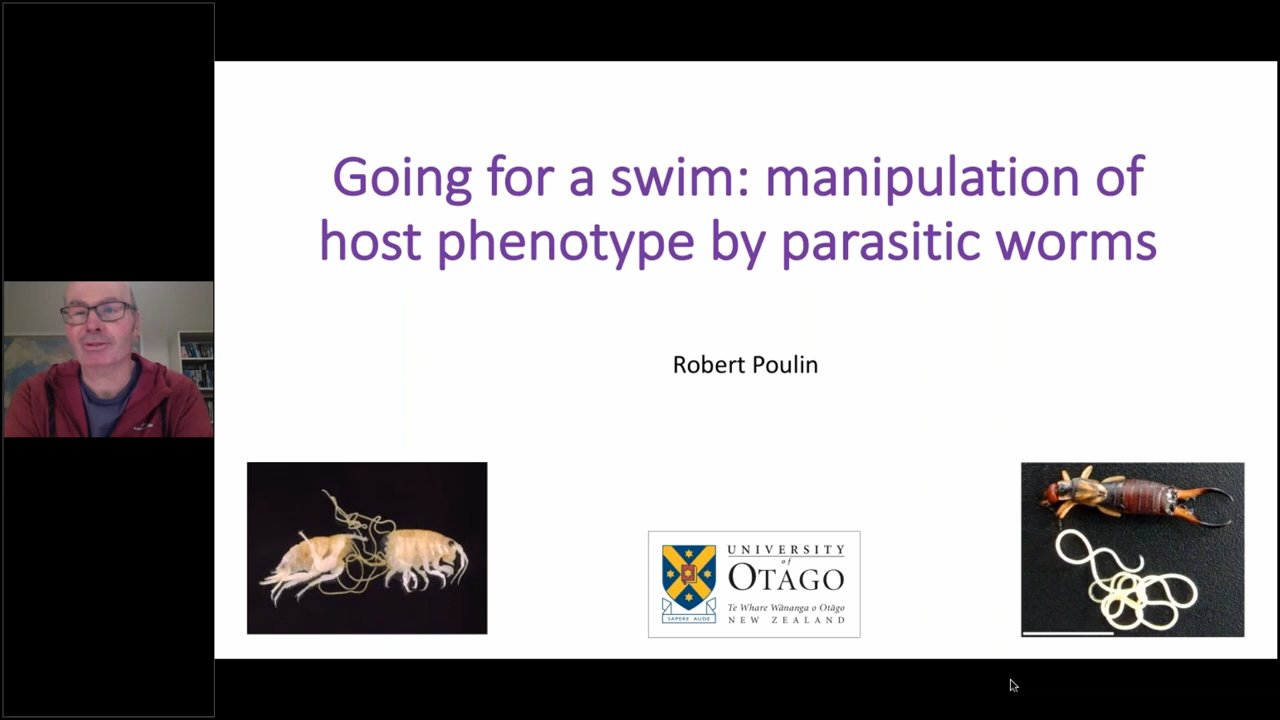 Going for a swim: manipulation of
host phenotype by parasitic worms
Robert Poulin
UNIVERSITY
of
OTAGO
Te Whare Wānanga o Otāgo
NEW ZEALAND
SAPERE AUDE